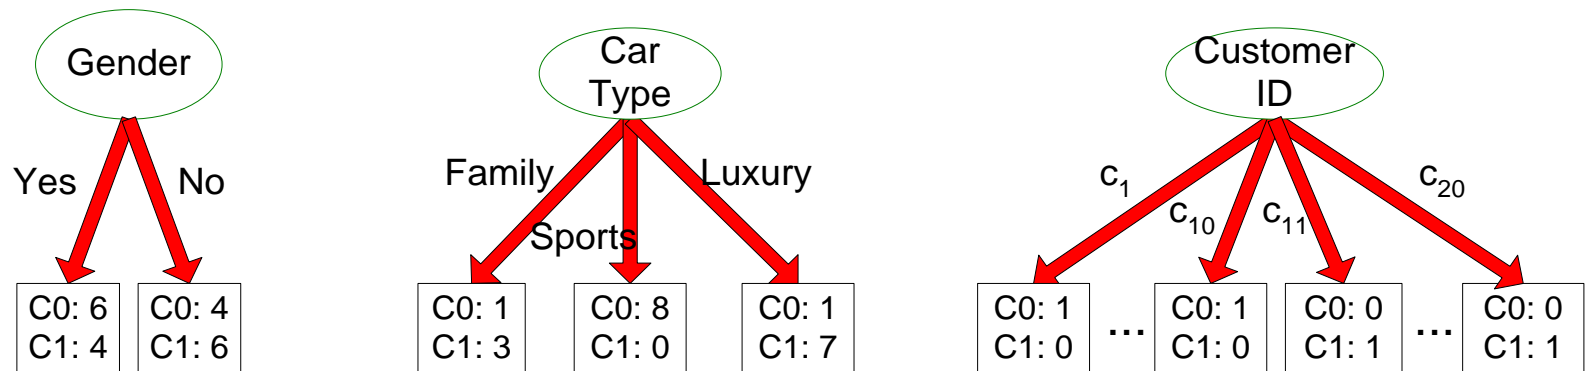 Gender
Yes
No
C0: 6
C1: 4
C0: 4
C1: 6
Car
Type
Family
Sports
Luxury
C0: 1
C1: 3
C0: 8
C1: 0
C0: 1
C1: 7
Customer
ID
c1
c10
c11
c20
C0: 1
C1: 0
...
C0: 1
C1: 0
C0: 0
C1: 1
...
C0: 0
C1: 1